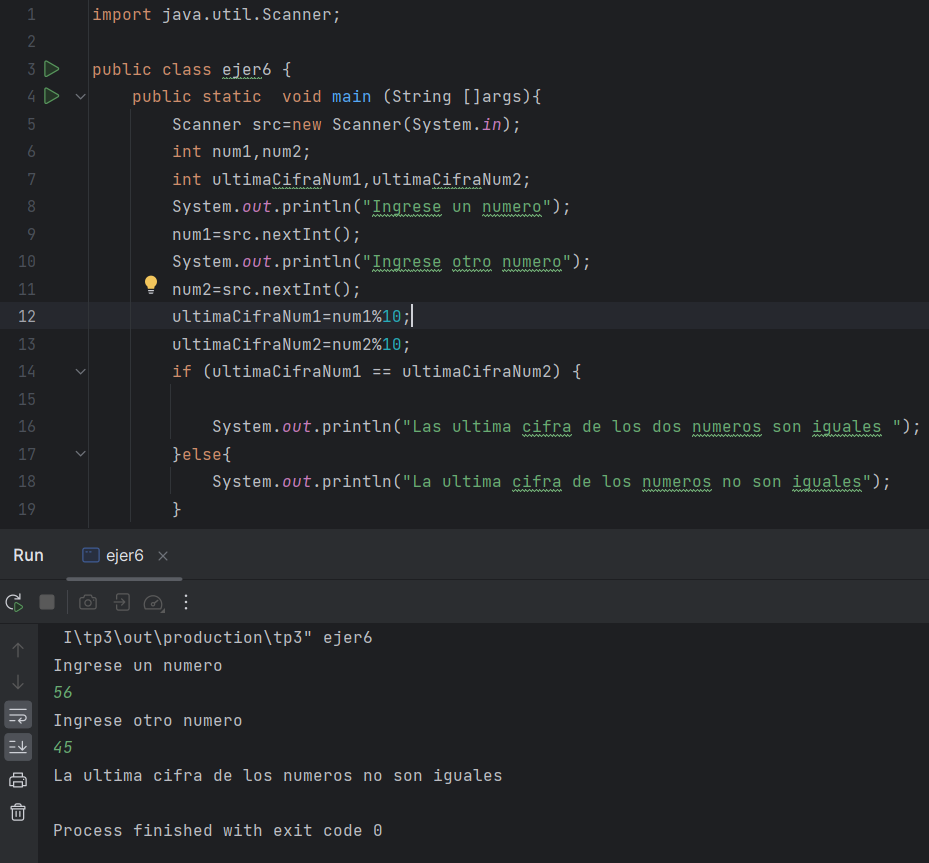 1 import java.util.Scanner;
2
3 public class ejer6 {
4 public static  void main (String []args){
5 Scanner src=new Scanner(System.in);
6 int num1,num2;
7 int ultimaCifraNum1,ultimaCifraNum2;
8 System.out.println("Ingrese un numero");
9 num1=src.nextInt();
10 System.out.println("Ingrese otro numero");
11 num2=src.nextInt();
12 ultimaCifraNum1=num1%10;
13 ultimaCifraNum2=num2%10;
14 if (ultimaCifraNum1 == ultimaCifraNum2) {
15
16 System.out.println("Las ultima cifra de los dos numeros son iguales ");
17 }else{
18 System.out.println("La ultima cifra de los numeros no son iguales");
19 }
Run ejer6
I\tp3\out\production\tp3" ejer6
Ingrese un numero
56
Ingrese otro numero
45
La ultima cifra de los numeros no son iguales
Process finished with exit code 0